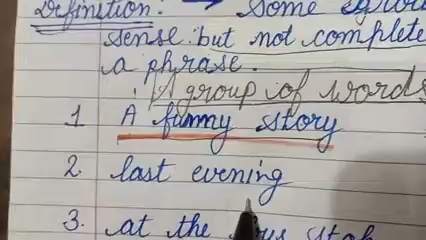 Definition: → Some
sense but not complete
a phrase.
A group of words
1 A funny story
2. last evening
3. at the